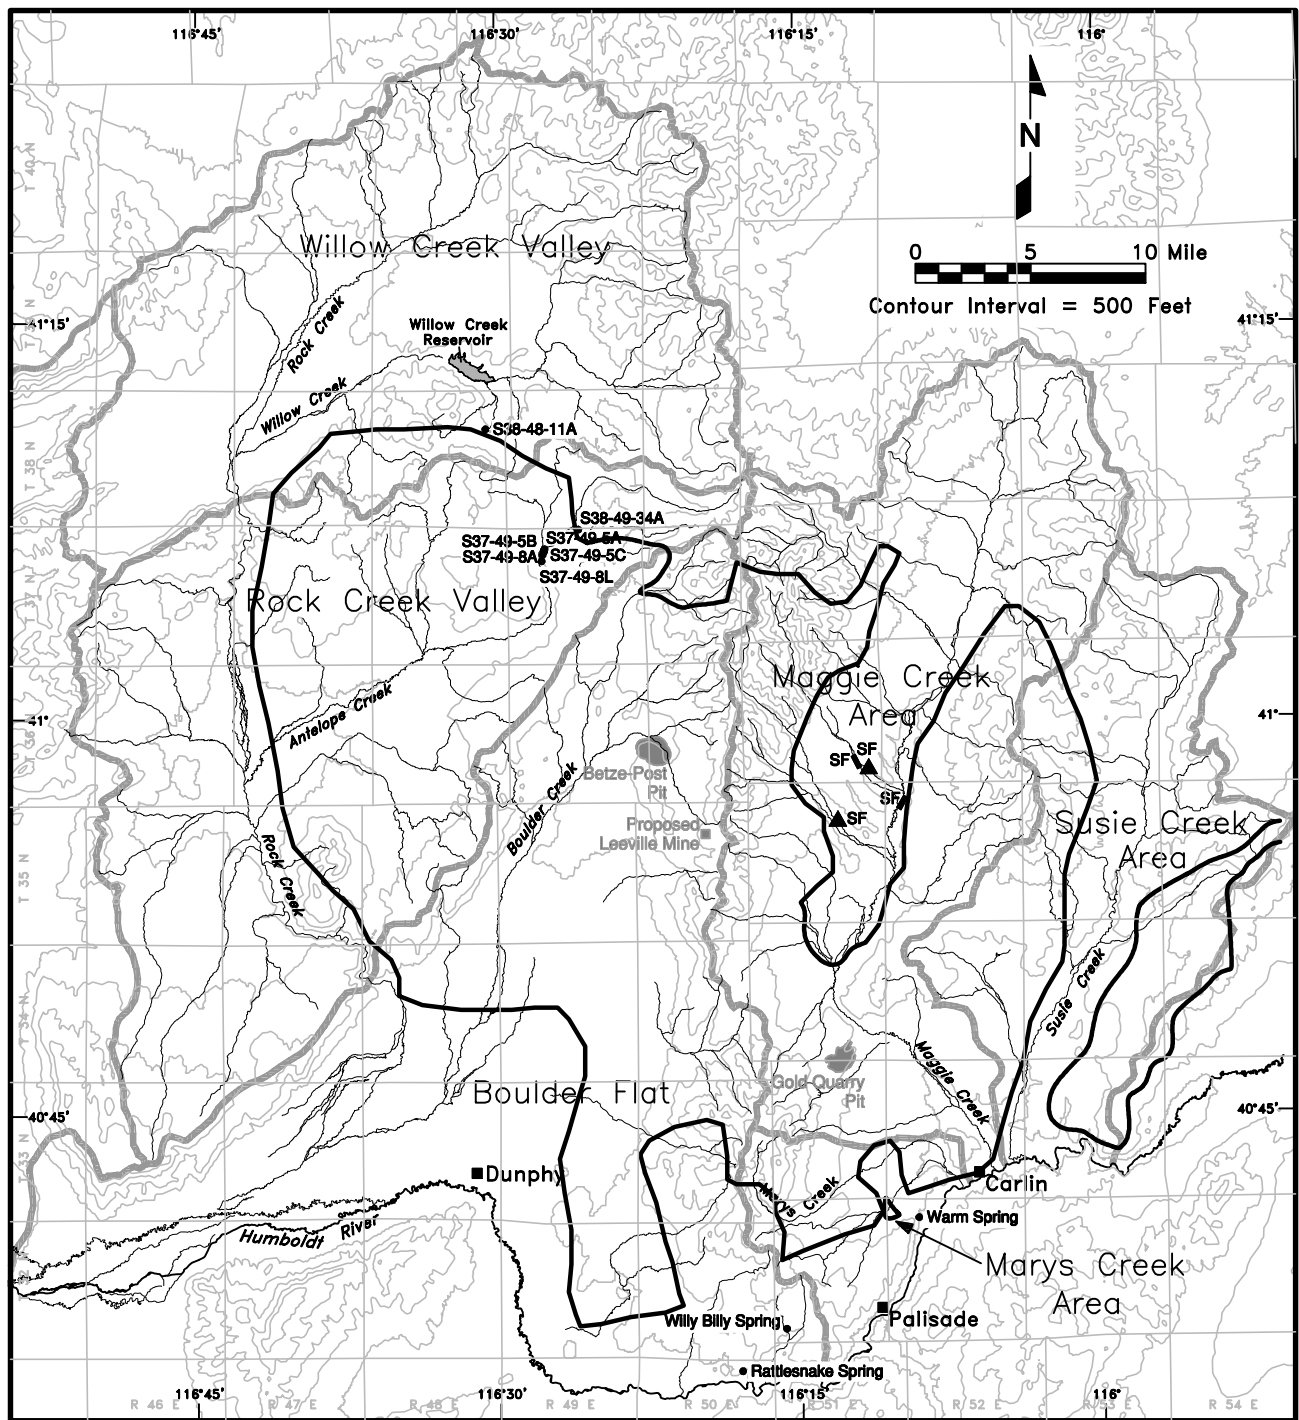 116°45'
116°30'
116°15'
116°
N
T 40 N
Willow Creek Valley
0 5 10 Mile
Contour Interval = 500 Feet
41°15'
41°15'
Rock Creek
Willow Creek
Reservoir
Willow Creek
S38-48-11A
T 38 N
S38-49-34A
S37-49-5B
S37-49-5A
S37-49-8A
S37-49-5C
S37-49-8L
Rock Creek Valley
Maggie Creek
Area
41°
41°
T 36 N
Antelope Creek
SF
SF
SF
SF
Betze-Post
Pit
Boulder Creek
Proposed
Leeville Mine
Susie Creek
Area
T 35 N
Rock Creek
Susie Creek
T 34 N
Maggie Creek
Gold Quarry
Pit
Boulder Flat
40°45'
40°45'
T 33 N
Dunphy
Carlin
Marys Creek
Warm Spring
Humboldt River
Marys Creek
Area
Palisade
Willy Billy Spring
Rattlesnake Spring
116°45'
116°30'
116°15'
116°
R 46 E
R 47 E
R 48 E
R 49 E
R 50 E
R 51 E
R 52 E
R 53 E
R 54 E